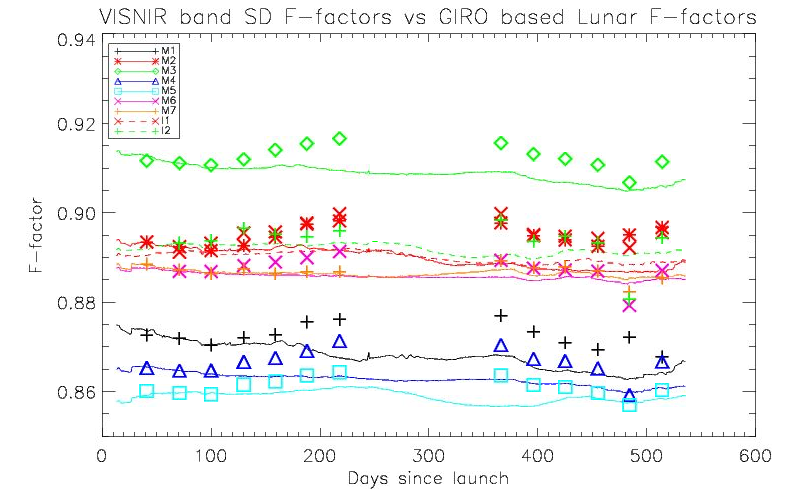 VISNIR band SD F-factors vs GIRO based Lunar F-factors
0.94
0.92
0.90
0.88
0.86
F-factor
M1
M2
M3
M4
M5
M6
M7
I1
I2
0 100 200 300 400 500 600
Days since launch